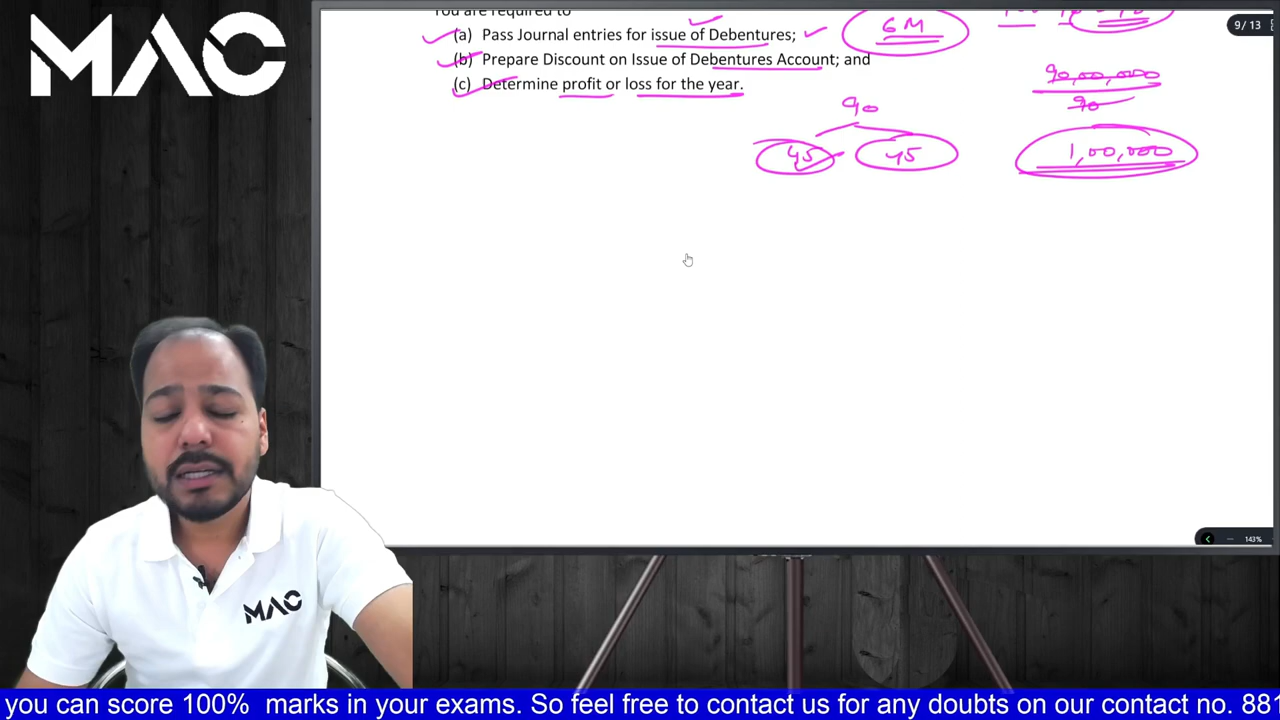 MAC
You are required to
(a) Pass Journal entries for issue of Debentures;
(b) Prepare Discount on Issue of Debentures Account; and
(c) Determine profit or loss for the year.
6M
90,00,000
90
1,00,000
90
45 45
9 / 13
143%
MAC
you can score 100% marks in your exams. So feel free to contact us for any doubts on our contact no. 88